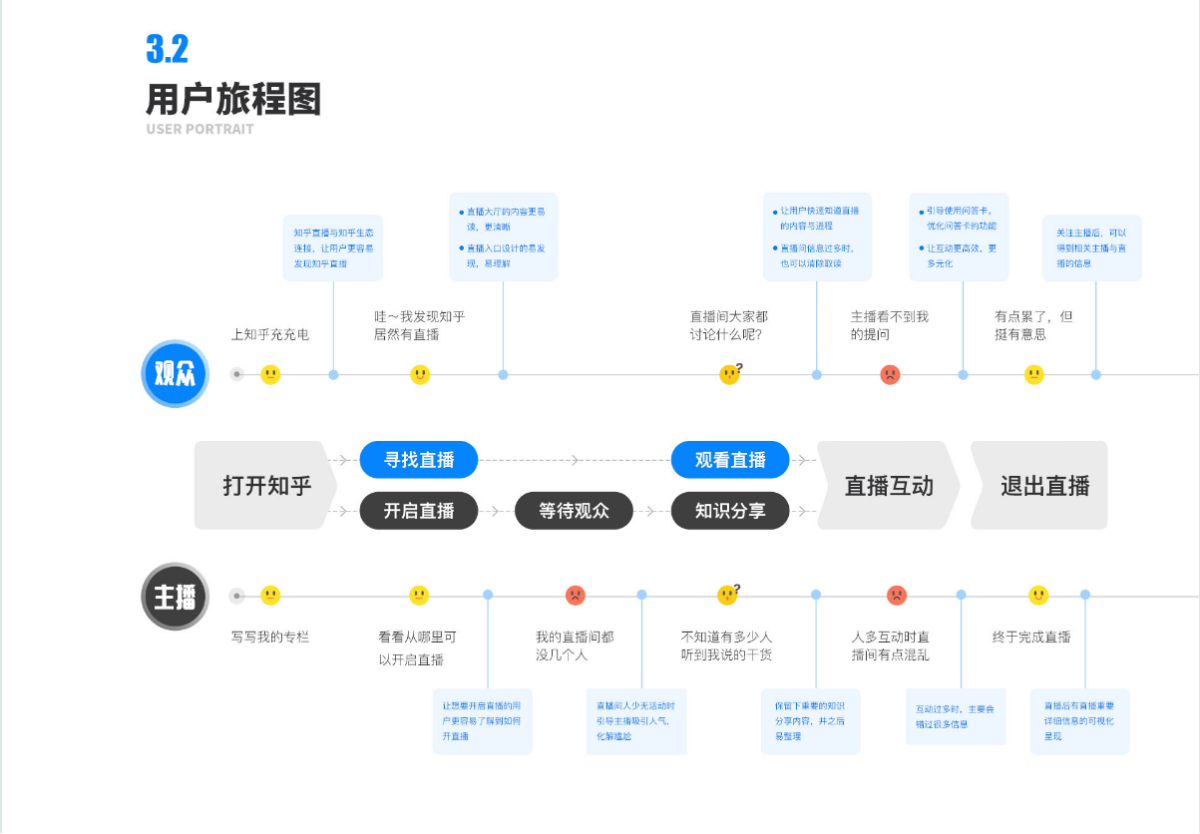 3.2
用户旅程图
USER PORTRAIT
知乎直播与知乎生态
连接，让用户更容易
发现知乎直播
直播大厅的内容更易
读，更清晰
直播入口设计的易发
现，易理解
让用户快速知道直播
的内容与进程
直播间信息过多时，
也可以清除取读
引导使用问答卡，
优化问答卡的功能
让互动更高效，更
多元化
关注主播后，可以
得到相关主播与直
播的信息
上知乎充充电
哇～我发现知乎
居然有直播
直播间大家都
讨论什么呢?
主播看不到我
的提问
有点累了，但
挺有意思
观众
?
打开知乎
寻找直播
观看直播
开启直播
等待观众
知识分享
直播互动
退出直播
主播
?
写写我的专栏
看看从哪里可
以开启直播
我的直播间都
没几个人
不知道有多少人
听到我说的干货
人多互动时直
播间有点混乱
终于完成直播
让想要开启直播的用
户更容易了解到如何
开直播
直播间人少无活动时
引导主播吸引人气，
化解尴尬
保留下重要的知识
分享内容，并之后
易整理
互动过多时，主要会
错过很多信息
直播后有直播重要
详细信息的可视化
呈现